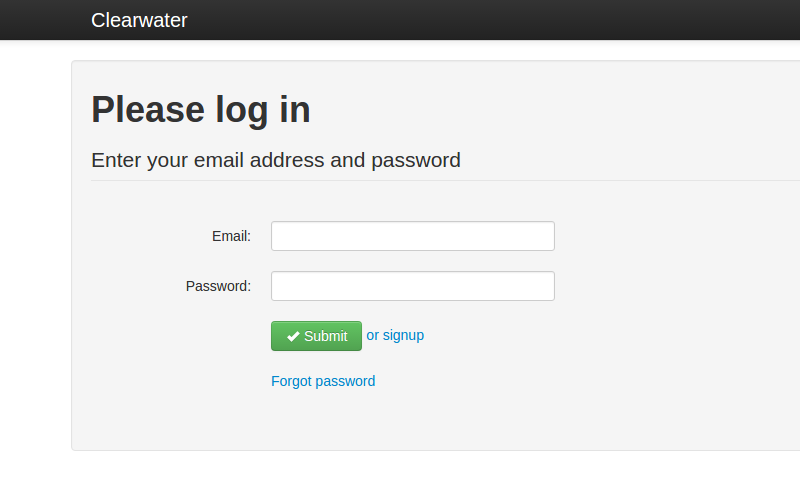 Clearwater
Please log in
Enter your email address and password
Email:
Password:
Submit or signup
Forgot password